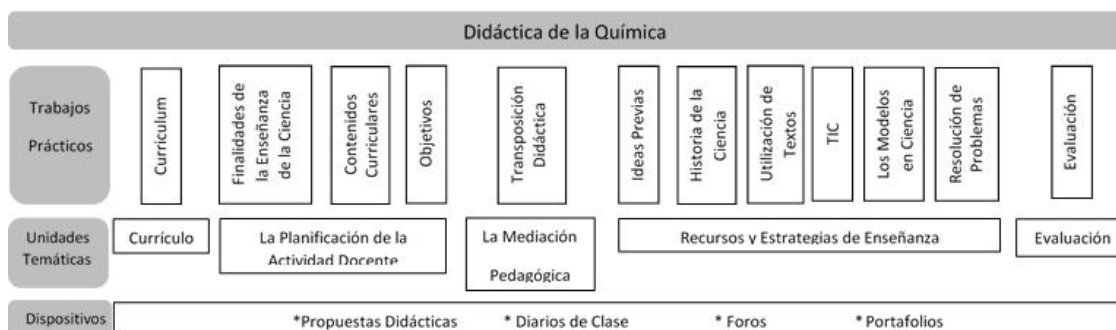 Didáctica de la Química
Trabajos
Prácticos
Curriculum
Finalidades de
la Enseñanza
de la Ciencia
Contenidos
Curriculares
Objetivos
Transposición
Didáctica
Ideas Previas
Historia de la
Ciencia
Utilización de
Textos
TIC
Los Modelos
en Ciencia
Resolución de
Problemas
Evaluación
Unidades
Temáticas
Currículo
La Planificación de la
Actividad Docente
La Mediación
Pedagógica
Recursos y Estrategias de Enseñanza
Evaluación
Dispositivos
*Propuestas Didácticas * Diarios de Clase * Foros * Portafolios